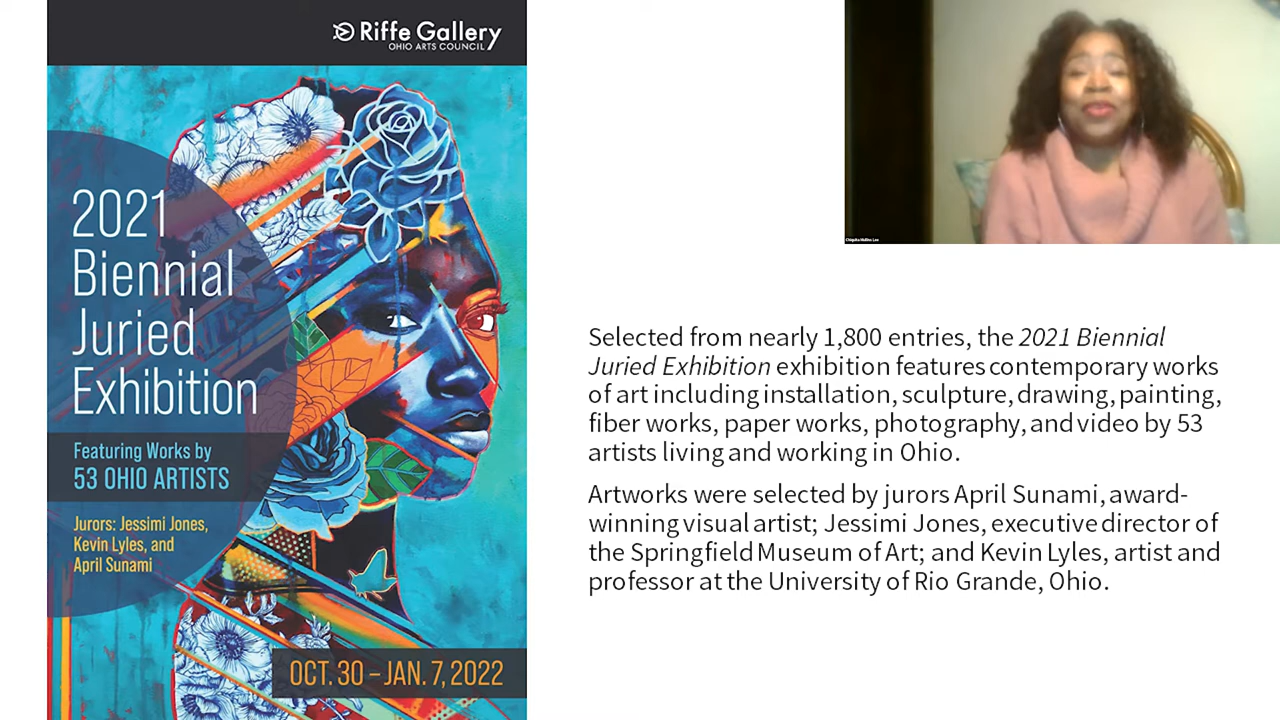 Riffe Gallery
OHIO ARTS COUNCIL
2021
Biennial
Juried
Exhibition
Featuring Works by
53 OHIO ARTISTS
Jurors: Jessimi Jones,
Kevin Lyles, and
April Sunami
OCT. 30 – JAN. 7, 2022
Chiquita Mullins Lee
Selected from nearly 1,800 entries, the 2021 Biennial
Juried Exhibition exhibition features contemporary works
of art including installation, sculpture, drawing, painting,
fiber works, paper works, photography, and video by 53
artists living and working in Ohio.
Artworks were selected by jurors April Sunami, award-
winning visual artist; Jessimi Jones, executive director of
the Springfield Museum of Art; and Kevin Lyles, artist and
professor at the University of Rio Grande, Ohio.